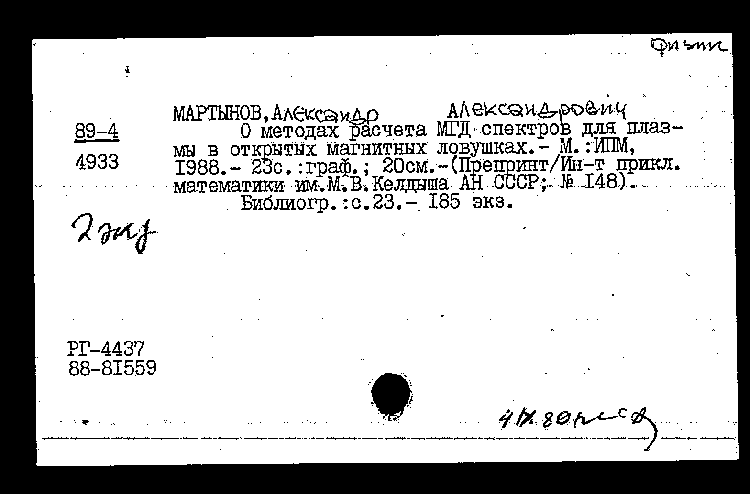 Физик
МАРТЫНОВ, Александр Александрович
89-4
О методах расчета МГД спектров для плаз-
мы в открытых магнитных ловушках.- М.:ИПМ,
4933
1988.- 23с.:граф.; 20см.-(Препринт/Ин-т прикл.
математики им.М.В.Келдыша АН СССР; № 148).
Библиогр.:с.23.- 185 экз.
2 экз
РГ-4437
88-81559